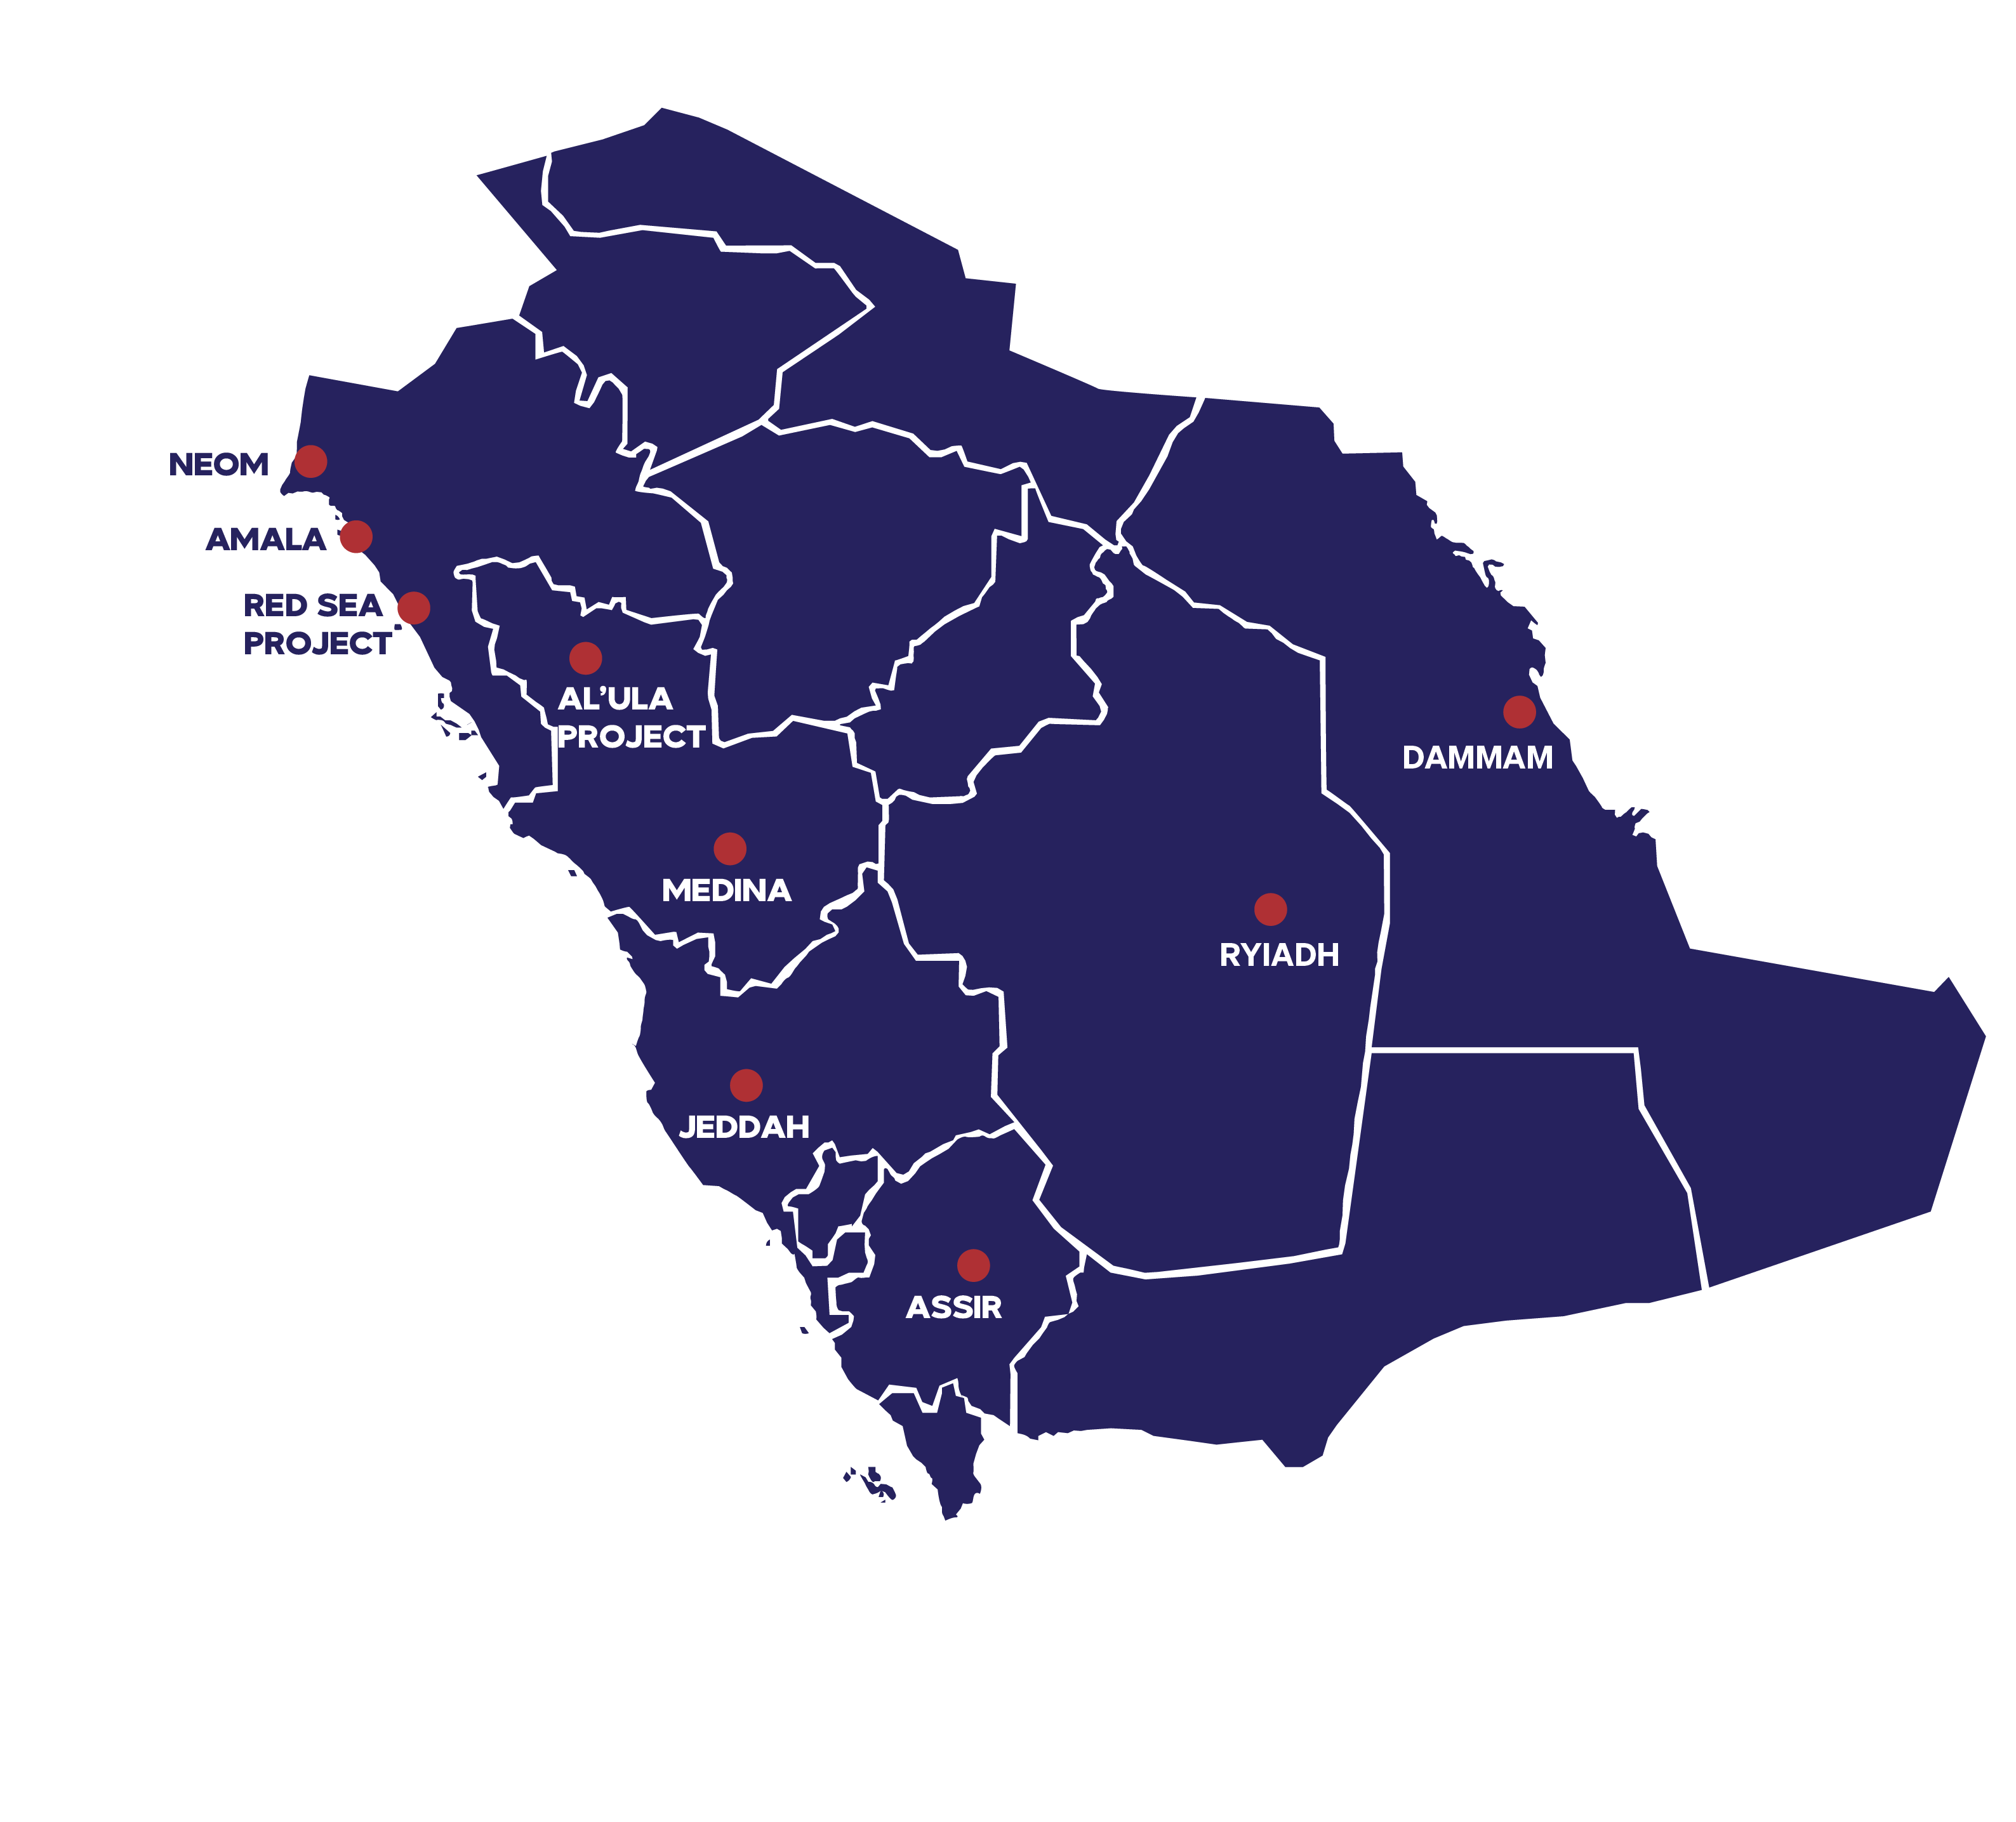 NEOM
AMALA
RED SEA
PROJECT
AL’ULA
PROJECT
DAMMAM
MEDINA
RYIADH
JEDDAH
ASSIR